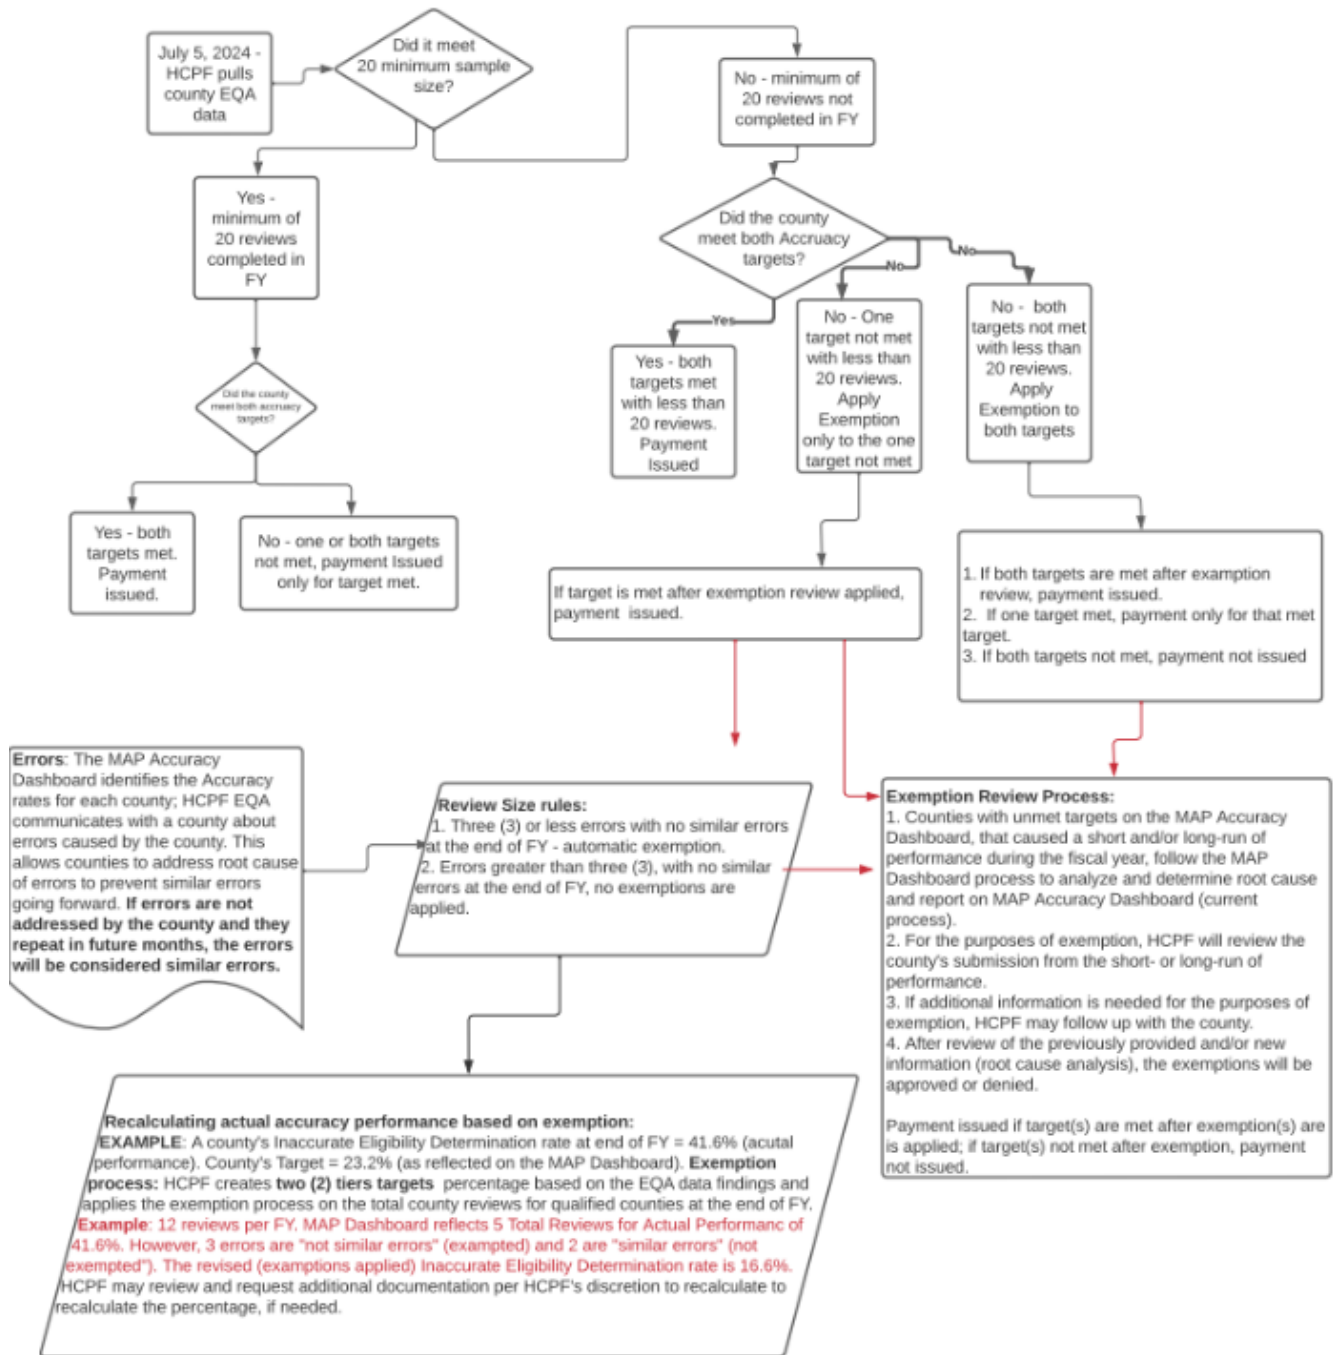 July 5, 2024 -
HCPF pulls
county EQA
data
Did it meet
20 minimum sample
size?
No - minimum of
20 reviews not
completed in FY
Yes -
minimum of
20 reviews
completed in
FY
Did the county
meet both Accruacy
targets?
No
No
Yes
Did the county
meet both accruacy
targets?
Yes - both
targets met
with less than
20 reviews.
Payment
Issued
No - One
target not met
with less than
20 reviews.
Apply
Exemption
only to the one
target not met
No - both
targets not met
with less than
20 reviews.
Apply
Exemption to
both targets
Yes - both
targets met.
Payment
issued.
No - one or both targets
not met, payment Issued
only for target met.
If target is met after exemption review applied,
payment issued.
1. If both targets are met after examption
review, payment issued.
2. If one target met, payment only for that met
target.
3. If both targets not met, payment not issued
Errors: The MAP Accuracy
Dashboard identifies the Accuracy
rates for each county; HCPF EQA
communicates with a county about
errors caused by the county. This
allows counties to address root cause
of errors to prevent similar errors
going forward. If errors are not
addressed by the county and they
repeat in future months, the errors
will be considered similar errors.
Review Size rules:
1. Three (3) or less errors with no similar errors
at the end of FY - automatic exemption.
2. Errors greater than three (3), with no similar
errors at the end of FY, no exemptions are
applied.
Exemption Review Process:
1. Counties with unmet targets on the MAP Accuracy
Dashboard, that caused a short and/or long-run of
performance during the fiscal year, follow the MAP
Dashboard process to analyze and determine root cause
and report on MAP Accuracy Dashboard (current
process).
2. For the purposes of exemption, HCPF will review the
county's submission from the short- or long-run of
performance.
3. If additional information is needed for the purposes of
exemption, HCPF may follow up with the county.
4. After review of the previously provided and/or new
information (root cause analysis), the exemptions will be
approved or denied.
Payment issued if target(s) are met after exemption(s) are
is applied; if target(s) not met after exemption, payment
not issued.
Recalculating actual accuracy performance based on exemption:
EXAMPLE: A county's Inaccurate Eligibility Determination rate at end of FY = 41.6% (acutal
performance). County's Target = 23.2% (as reflected on the MAP Dashboard). Exemption
process: HCPF creates two (2) tiers targets percentage based on the EQA data findings and
applies the exemption process on the total county reviews for qualified counties at the end of FY.
Example: 12 reviews per FY. MAP Dashboard reflects 5 Total Reviews for Actual Performanc of
41.6%. However, 3 errors are "not similar errors" (exampted) and 2 are "similar errors" (not
exempted"). The revised (examptions applied) Inaccurate Eligibility Determination rate is 16.6%.
HCPF may review and request additional documentation per HCPF's discretion to recalculate to
recalculate the percentage, if needed.